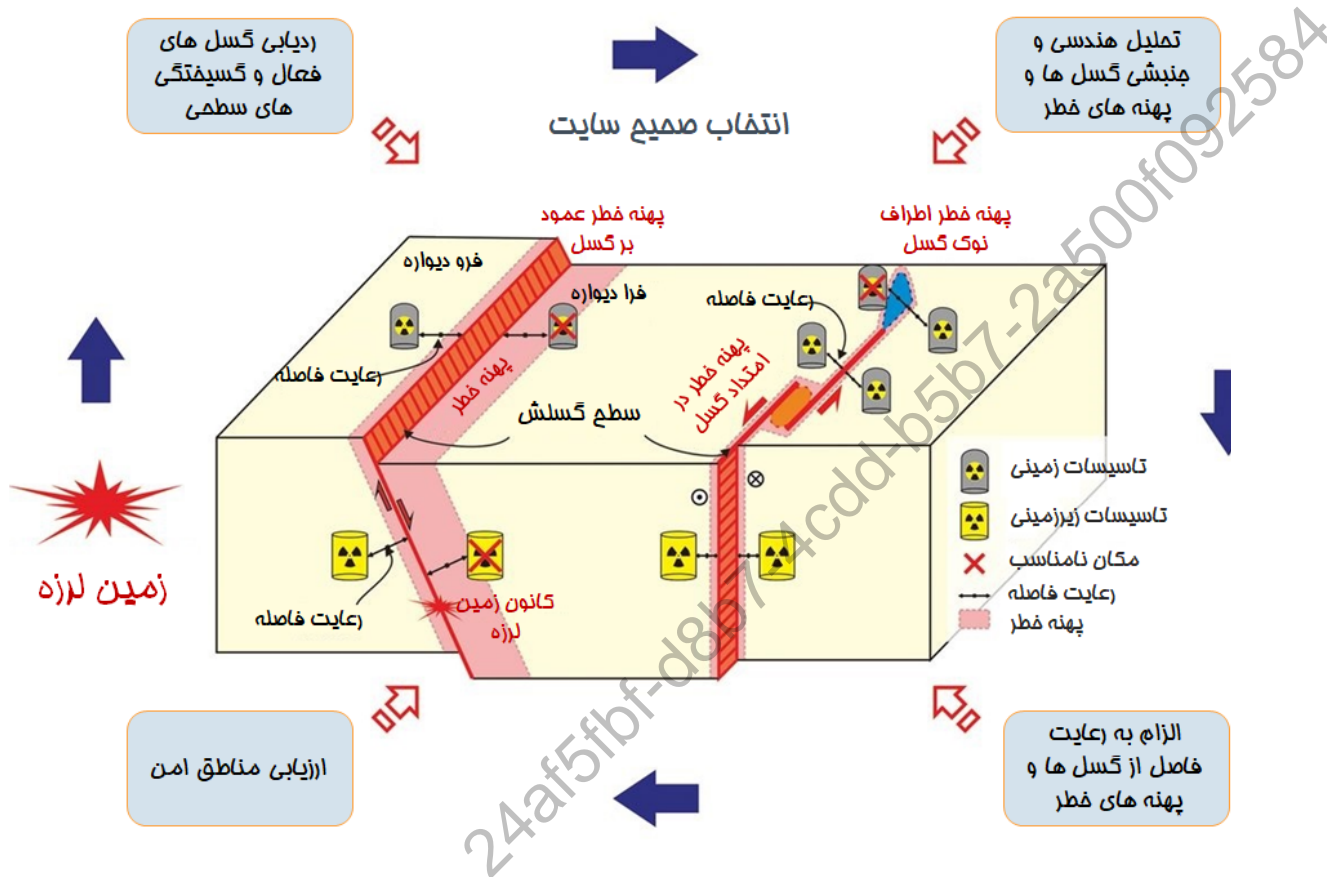 ردیابی گسل های
فعال و گسیختگی
های سطحی
تحلیل هندسی و
جنبشی گسل ها و
پهنه های خطر
انتخاب صحیح سایت
پهنه خطر عمود
بر گسل
پهنه خطر اطراف
نوک گسل
فرو دیواره
فرا دیواره
رعایت فاصله
رعایت فاصله
پهنه خطر
پهنه خطر در
امتداد گسل
سطح گسلش
زمین لرزه
رعایت فاصله
کانون زمین
لرزه
تاسیسات زمینی
تاسیسات زیرزمینی
مکان نامناسب
رعایت فاصله
پهنه خطر
ارزیابی مناطق امن
الزام به رعایت
فاصل از گسل ها و
پهنه های خطر
24af5fbf-d8b7-4cdd-b5b7-2a500f092584